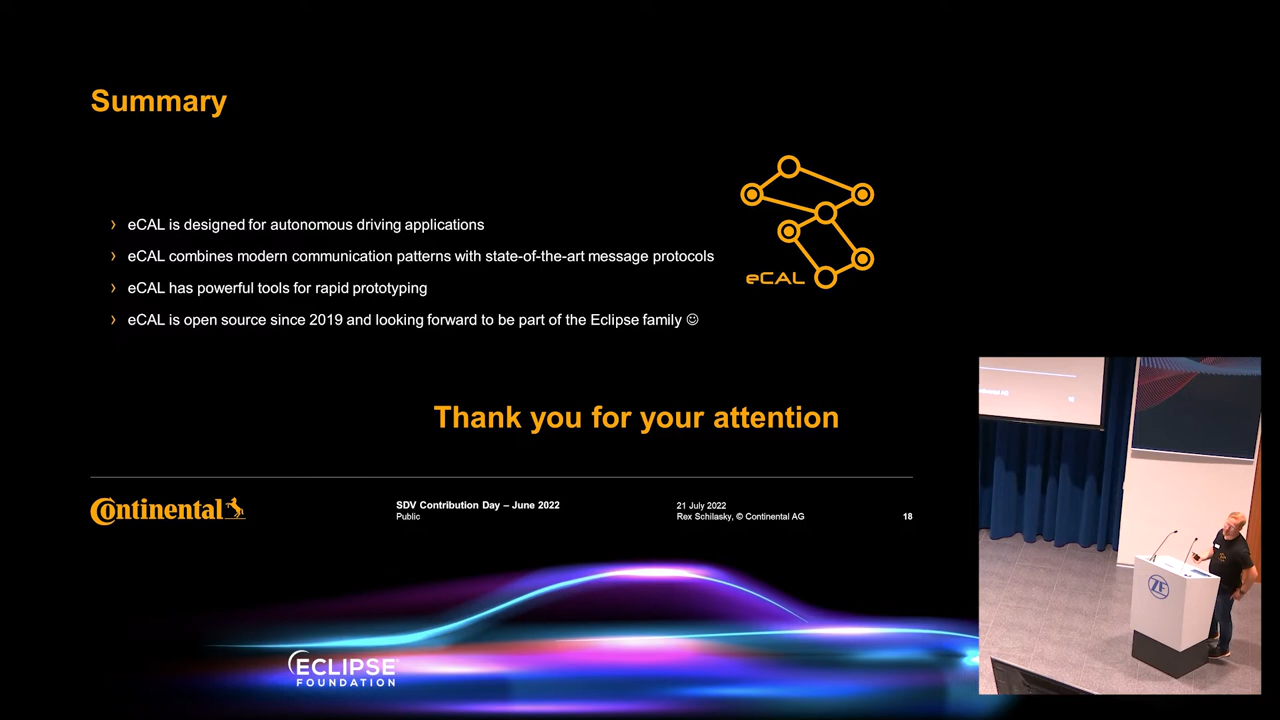 Summary
eCAL is designed for autonomous driving applications
eCAL combines modern communication patterns with state-of-the-art message protocols
eCAL has powerful tools for rapid prototyping
eCAL is open source since 2019 and looking forward to be part of the Eclipse family ☺
eCAL
Thank you for your attention
Continental
SDV Contribution Day – June 2022
Public
21 July 2022
Rex Schilasky, © Continental AG
18
ZF
ECLIPSE
FOUNDATION